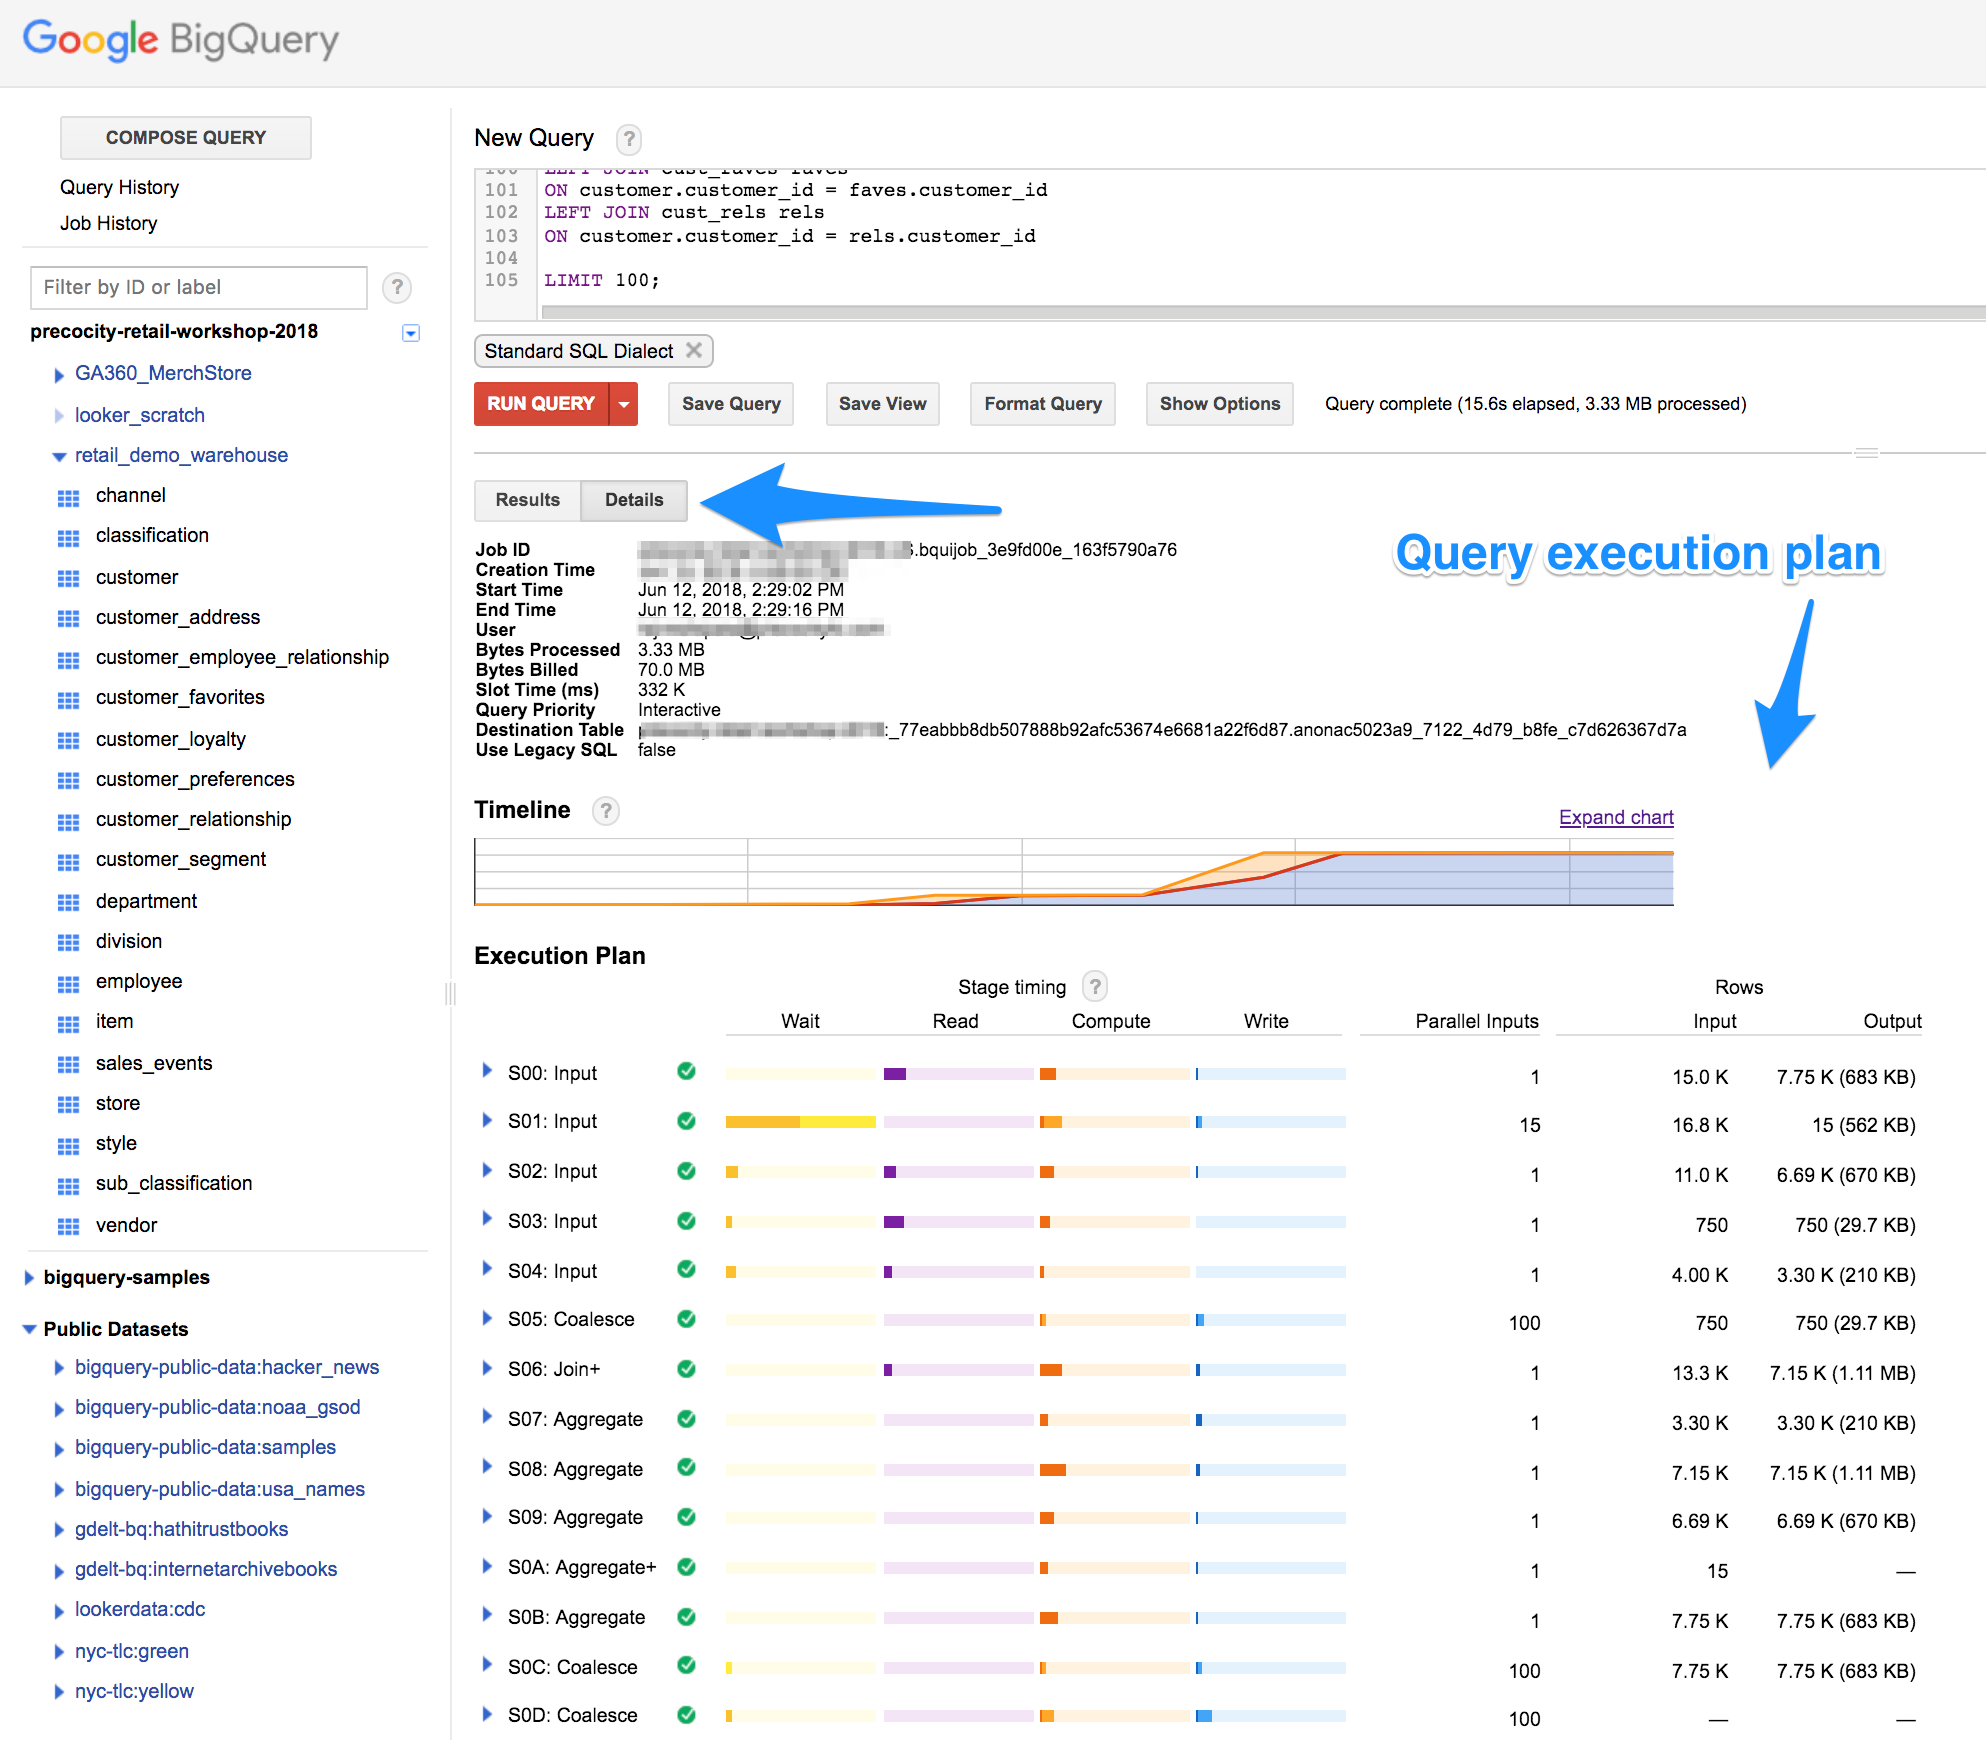 Google BigQuery
COMPOSE QUERY
Query History
Job History
Filter by ID or label
?
precocity-retail-workshop-2018
GA360_MerchStore
looker_scratch
retail_demo_warehouse
channel
classification
customer
customer_address
customer_employee_relationship
customer_favorites
customer_loyalty
customer_preferences
customer_relationship
customer_segment
department
division
employee
item
sales_events
store
style
sub_classification
vendor
bigquery-samples
Public Datasets
bigquery-public-data:hacker_news
bigquery-public-data:noaa_gsod
bigquery-public-data:samples
bigquery-public-data:usa_names
gdelt-bq:hathitrustbooks
gdelt-bq:internetarchivebooks
lookerdata:cdc
nyc-tlc:green
nyc-tlc:yellow
New Query ?
100 LEFT JOIN cust_faves faves
101 ON customer.customer_id = faves.customer_id
102 LEFT JOIN cust_rels rels
103 ON customer.customer_id = rels.customer_id
104
105 LIMIT 100;
Standard SQL Dialect
RUN QUERY Save Query Save View Format Query Show Options Query complete (15.6s elapsed, 3.33 MB processed)
Results Details
Query execution plan
Job ID .bquijob_3e9fd00e_163f5790a76
Creation Time
Start Time Jun 12, 2018, 2:29:02 PM
End Time Jun 12, 2018, 2:29:16 PM
User
Bytes Processed 3.33 MB
Bytes Billed 70.0 MB
Slot Time (ms) 332 K
Query Priority Interactive
Destination Table :_77eabbb8db507888b92afc53674e6681a22f6d87.anonac5023a9_7122_4d79_b8fe_c7d626367d7a
Use Legacy SQL false
Timeline ? Expand chart
Execution Plan
Stage timing ? Rows
Wait Read Compute Write Parallel Inputs Input Output
S00: Input 1 15.0 K 7.75 K (683 KB)
S01: Input 15 16.8 K 15 (562 KB)
S02: Input 1 11.0 K 6.69 K (670 KB)
S03: Input 1 750 750 (29.7 KB)
S04: Input 1 4.00 K 3.30 K (210 KB)
S05: Coalesce 100 750 750 (29.7 KB)
S06: Join+ 1 13.3 K 7.15 K (1.11 MB)
S07: Aggregate 1 3.30 K 3.30 K (210 KB)
S08: Aggregate 1 7.15 K 7.15 K (1.11 MB)
S09: Aggregate 1 6.69 K 6.69 K (670 KB)
S0A: Aggregate+ 1 15 —
S0B: Aggregate 1 7.75 K 7.75 K (683 KB)
S0C: Coalesce 100 7.75 K 7.75 K (683 KB)
S0D: Coalesce 100 — —